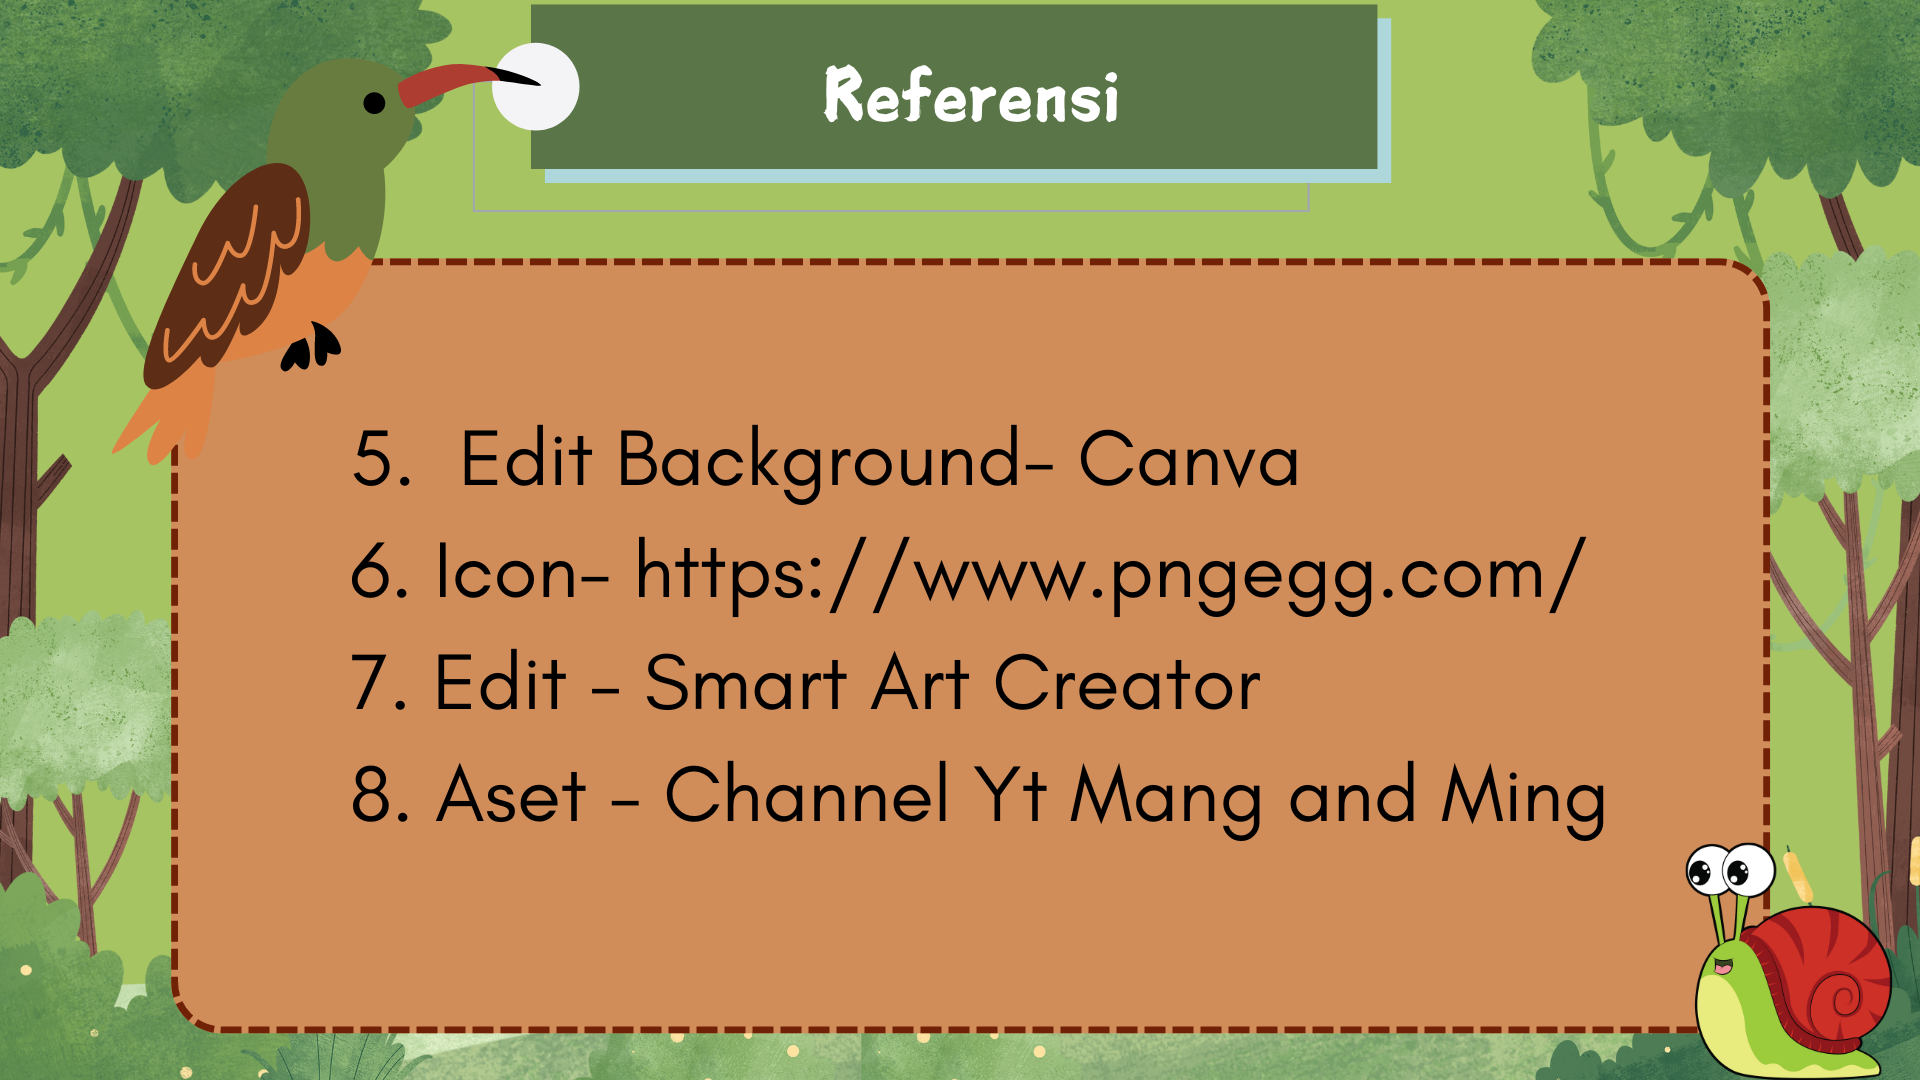 Referensi
5. Edit Background- Canva
6. Icon- https://www.pngegg.com/
7. Edit - Smart Art Creator
8. Aset - Channel Yt Mang and Ming